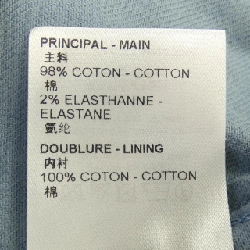 PRINCIPAL - MAIN
主料
98% COTON - COTTON
棉
2% ELASTHANNE -
ELASTANE
氨纶
DOUBLURE - LINING
内衬
100% COTON - COTTON
棉